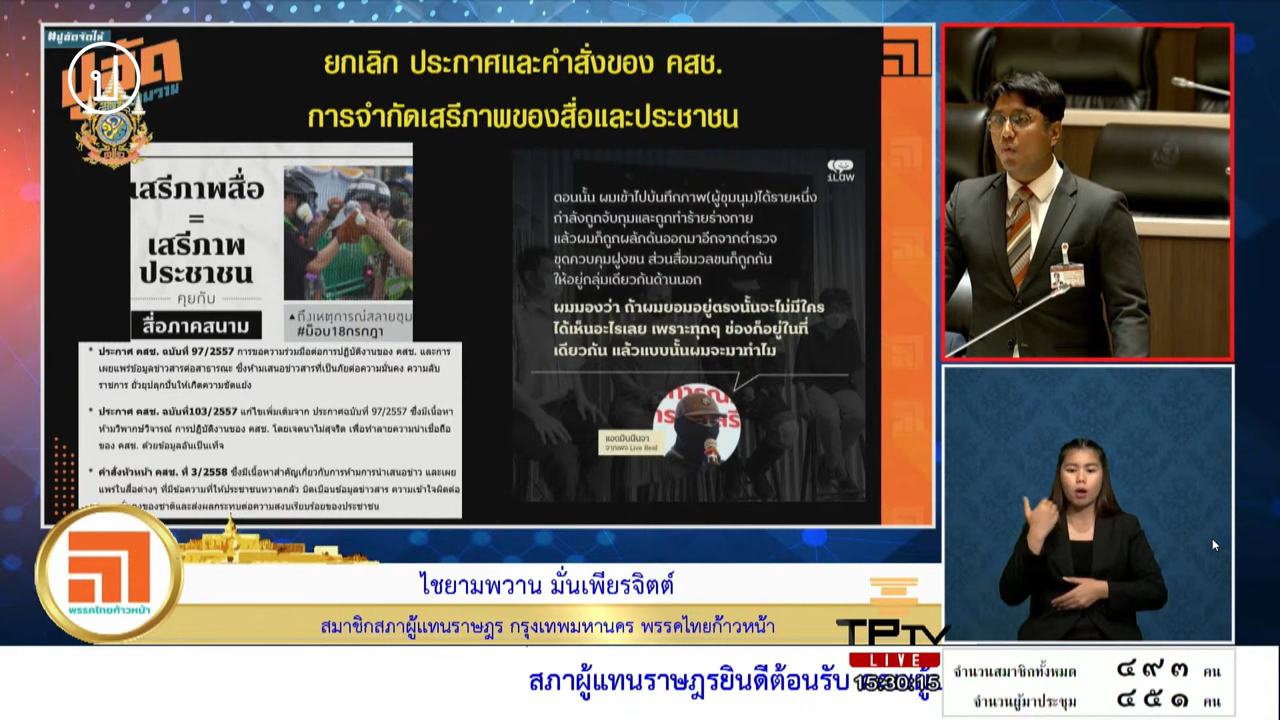 #ปูอัดจัดให้
ปูอัด
ป
ยกเลิก ประกาศและคำสั่งของ คสช.
การจำกัดเสรีภาพของสื่อและประชาชน
เสรีภาพสื่อ
=
เสรีภาพ
ประชาชน
คุยกับ
สื่อภาคสนาม
▲ถึงเหตุการณ์สลายชุม
#ม็อบ18กรกฎา
* ประกาศ คสช. ฉบับที่ 97/2557 การขอความร่วมมือต่อการปฏิบัติงานของ คสช. และการ
เผยแพร่ข้อมูลข่าวสารต่อสาธารณะ ซึ่งห้ามเสนอข่าวสารที่เป็นภัยต่อความมั่นคง ความลับ
ราชการ ยั่วยุปลุกปั่นให้เกิดความขัดแย้ง
* ประกาศ คสช. ฉบับที่103/2557 แก้ไขเพิ่มเติมจาก ประกาศฉบับที่ 97/2557 ซึ่งมีเนื้อหา
ห้ามวิพากษ์วิจารณ์ การปฏิบัติงานของ คสช. โดยเจตนาไม่สุจริต เพื่อทำลายความน่าเชื่อถือ
ของ คสช. ด้วยข้อมูลอันเป็นเท็จ
* คำสั่งหัวหน้า คสช. ที่ 3/2558 ซึ่งมีเนื้อหาสำคัญเกี่ยวกับการห้ามการนำเสนอข่าว และเผย
แพร่ในสื่อต่างๆ ที่มีข้อความที่ให้ประชาชนหวาดกลัว บิดเบือนข้อมูลข่าวสาร ความเข้าใจผิดต่อ
ของชาติและส่งผลกระทบต่อความสงบเรียบร้อยของประชาชน
iLaw
ตอนนั้น ผมเข้าไปบันทึกภาพ(ผู้ชุมนุม)ได้รายหนึ่ง
กำลังถูกจับกุมและถูกทำร้ายร่างกาย
แล้วผมก็ถูกผลักดันออกมาอีกจากตำรวจ
ชุดควบคุมฝูงชน ส่วนสื่อมวลชนก็ถูกกัน
ให้อยู่กลุ่มเดียวกันด้านนอก
ผมมองว่า ถ้าผมยอมอยู่ตรงนั้นจะไม่มีใคร
ได้เห็นอะไรเลย เพราะทุกๆ ช่องก็อยู่ในที่
เดียวกัน แล้วแบบนั้นผมจะมาทำไม
แอดมินนินจา
จากเพจ Live Real
พรรคไทยก้าวหน้า
ไชยามพวาน มั่นเพียรจิตต์
สมาชิกสภาผู้แทนราษฎร กรุงเทพมหานคร พรรคไทยก้าวหน้า
TPTV
LIVE
15:30:15
สภาผู้แทนราษฎรยินดีต้อนรับ
จำนวนสมาชิกทั้งหมด ๔๙๓ คน
จำนวนผู้มาประชุม ๔๕๑ คน